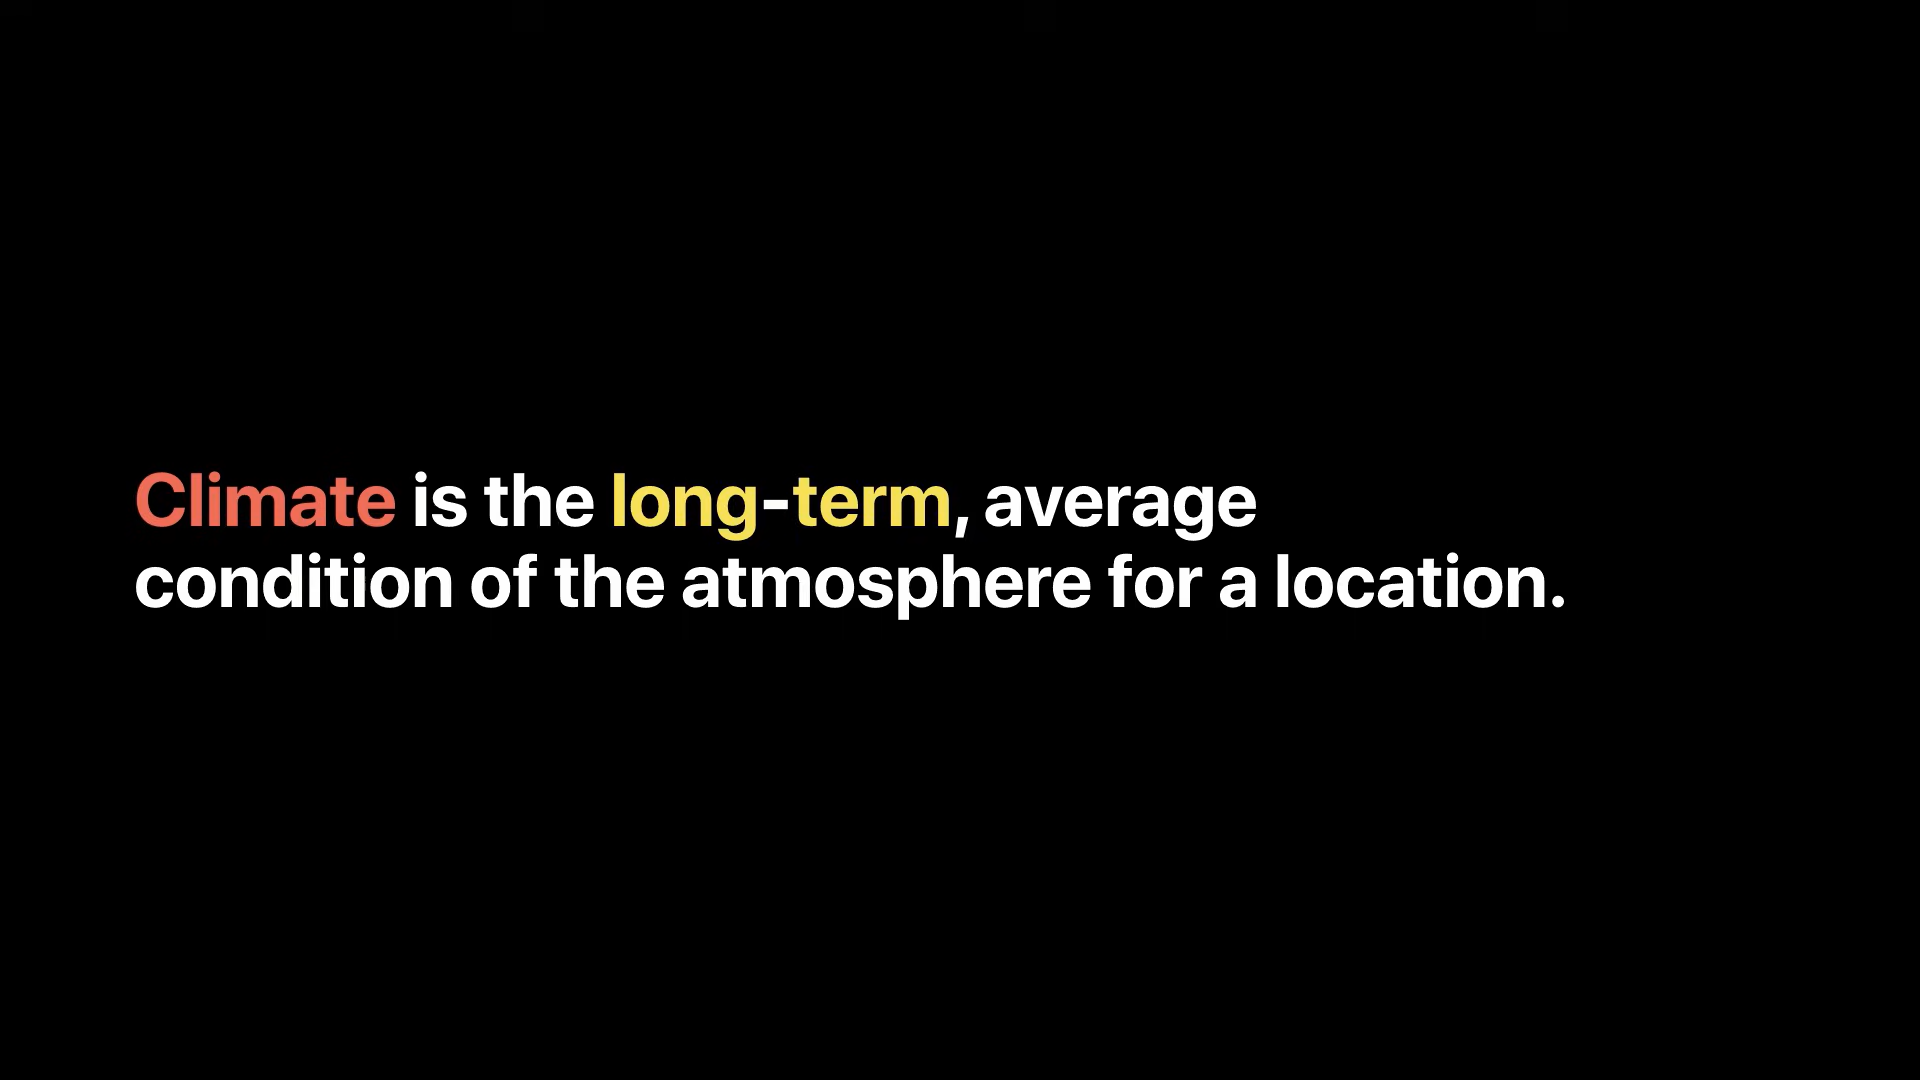 Climate is the long-term, average
condition of the atmosphere for a location.